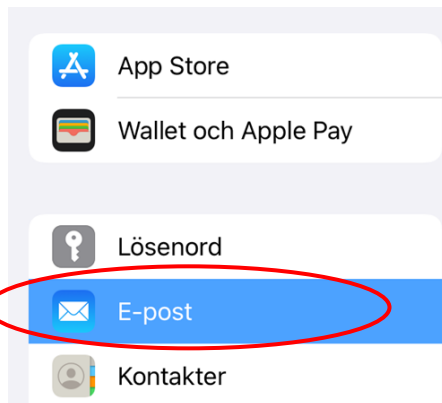 App Store
Wallet och Apple Pay
Lösenord
E-post
Kontakter